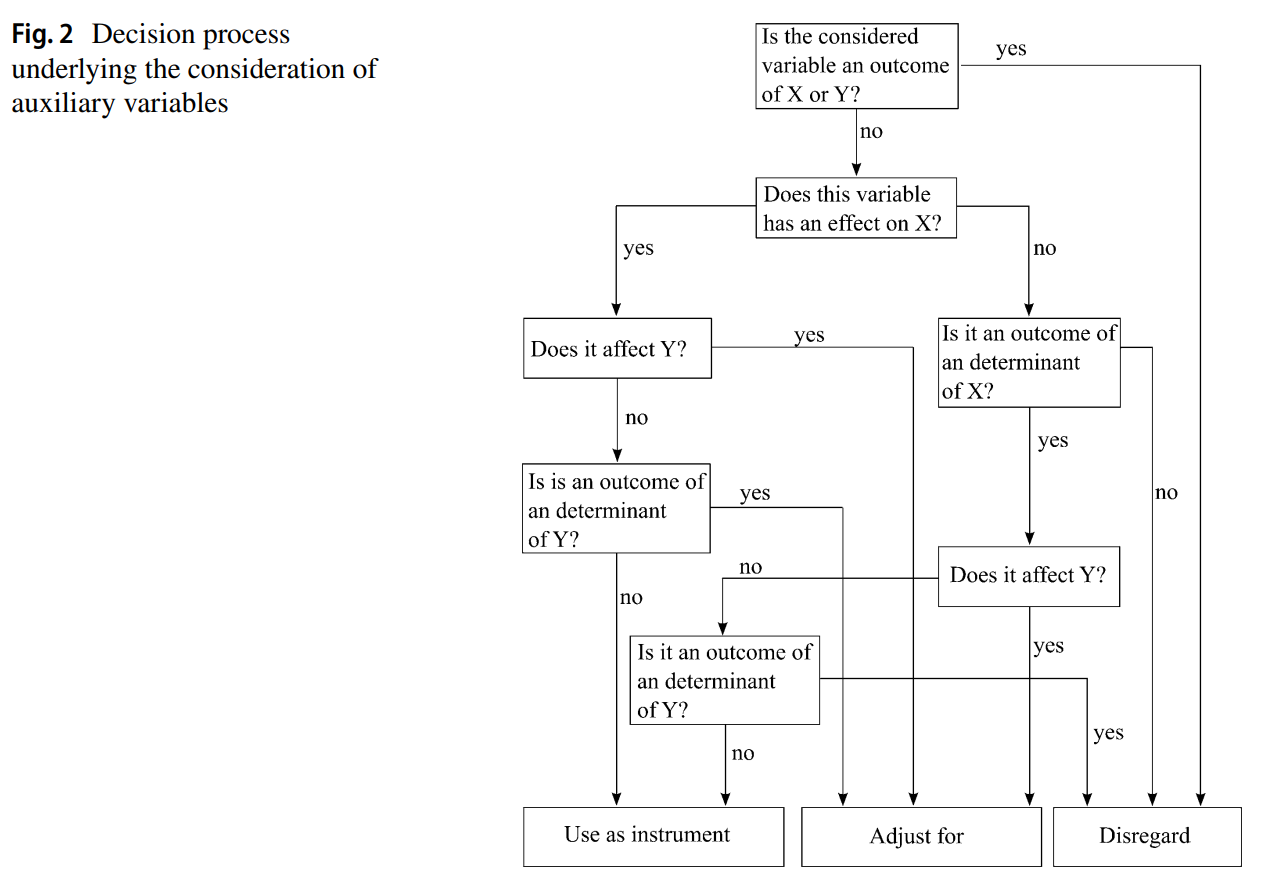 Fig. 2 Decision process
underlying the consideration of
auxiliary variables
Is the considered
variable an outcome
of X or Y?
yes
no
Does this variable
has an effect on X?
yes
no
Does it affect Y?
yes
Is it an outcome of
an determinant
of X?
no
yes
no
Is is an outcome of
an determinant
of Y?
yes
no
no
Does it affect Y?
yes
Is it an outcome of
an determinant
of Y?
yes
no
Use as instrument
Adjust for
Disregard